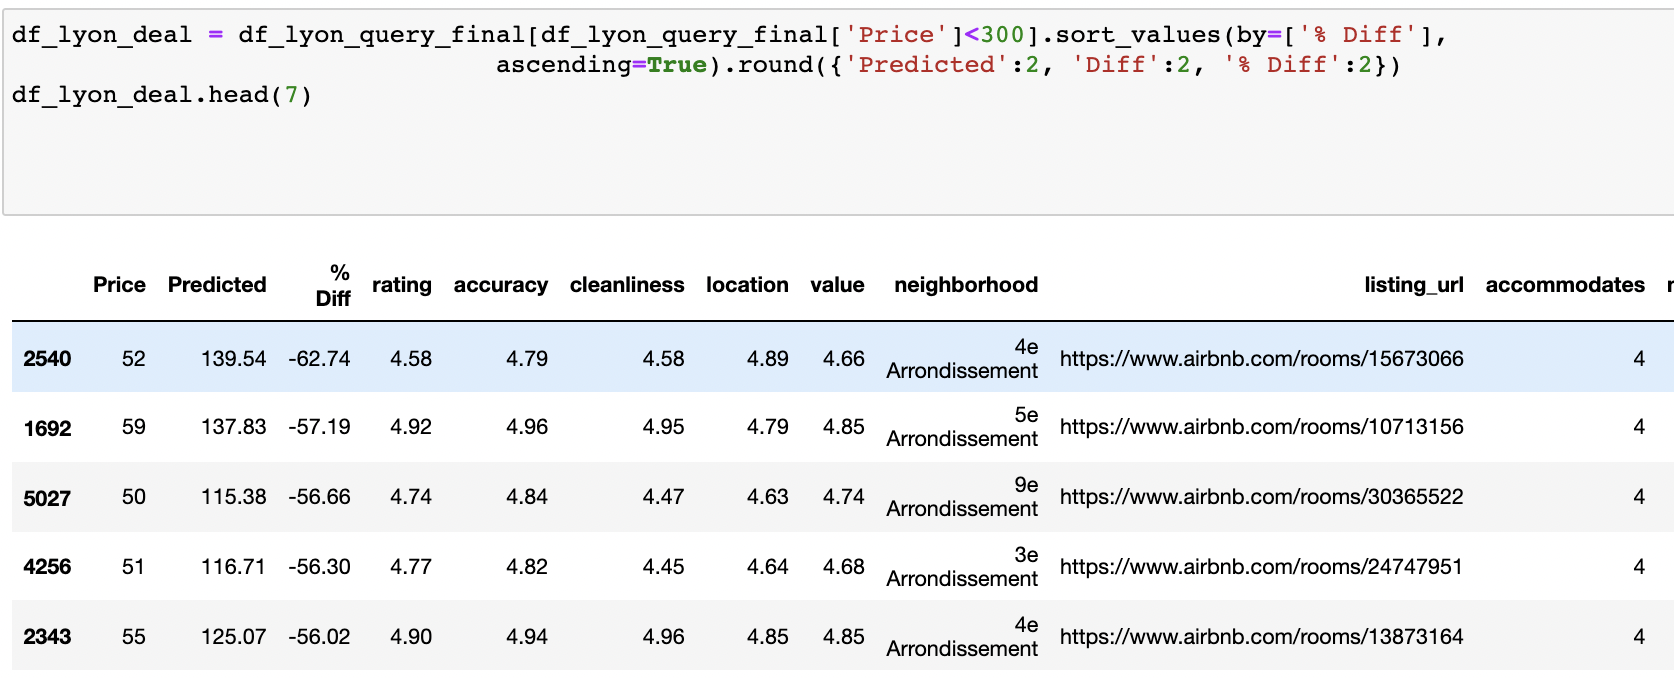 df_lyon_deal = df_lyon_query_final[df_lyon_query_final['Price']<300].sort_values(by=['% Diff'],
ascending=True).round({'Predicted':2, 'Diff':2, '% Diff':2})
df_lyon_deal.head(7)
Price Predicted % Diff rating accuracy cleanliness location value neighborhood listing_url accommodates
2540 52 139.54 -62.74 4.58 4.79 4.58 4.89 4.66 4e Arrondissement https://www.airbnb.com/rooms/15673066 4
1692 59 137.83 -57.19 4.92 4.96 4.95 4.79 4.85 5e Arrondissement https://www.airbnb.com/rooms/10713156 4
5027 50 115.38 -56.66 4.74 4.84 4.47 4.63 4.74 9e Arrondissement https://www.airbnb.com/rooms/30365522 4
4256 51 116.71 -56.30 4.77 4.82 4.45 4.64 4.68 3e Arrondissement https://www.airbnb.com/rooms/24747951 4
2343 55 125.07 -56.02 4.90 4.94 4.96 4.85 4.85 4e Arrondissement https://www.airbnb.com/rooms/13873164 4